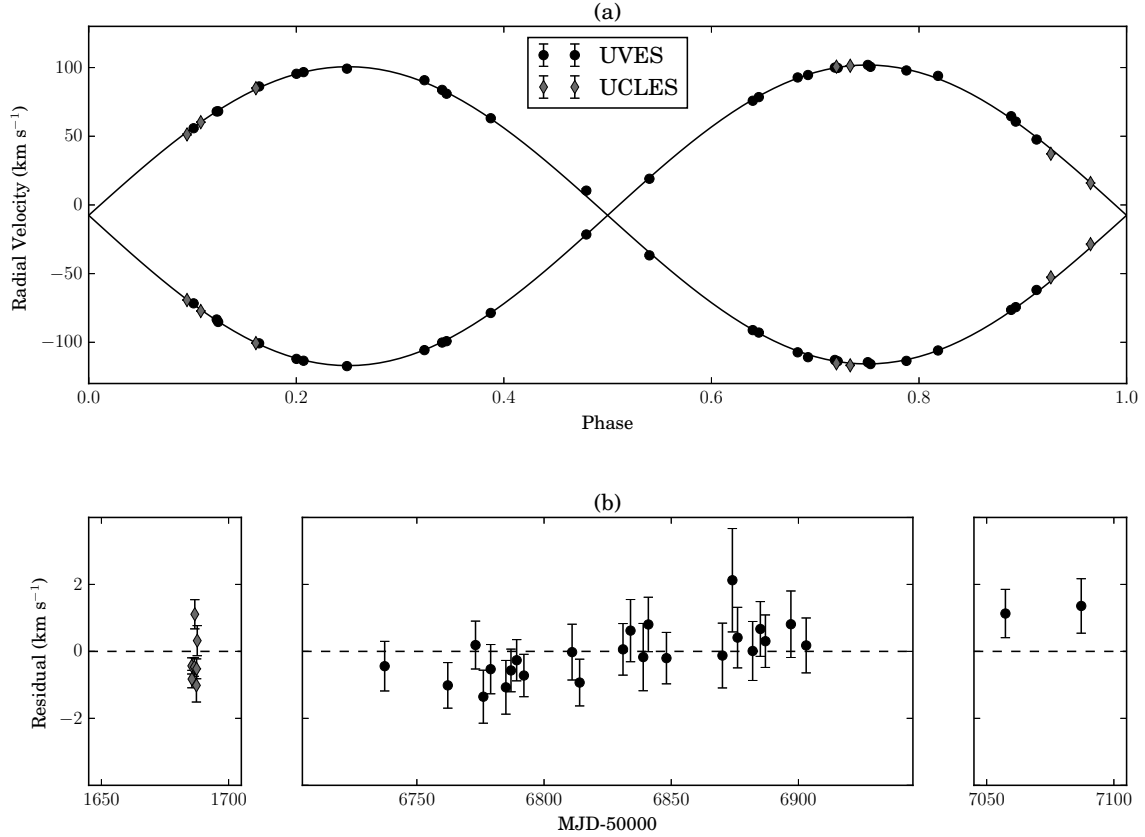 (a)
UVES
UCLES
100
50
0
−50
−100
Radial Velocity (km s⁻¹)
0.0 0.2 0.4 0.6 0.8 1.0
Phase
(b)
2
0
−2
Residual (km s⁻¹)
1650 1700 6750 6800 6850 6900 7050 7100
MJD-50000